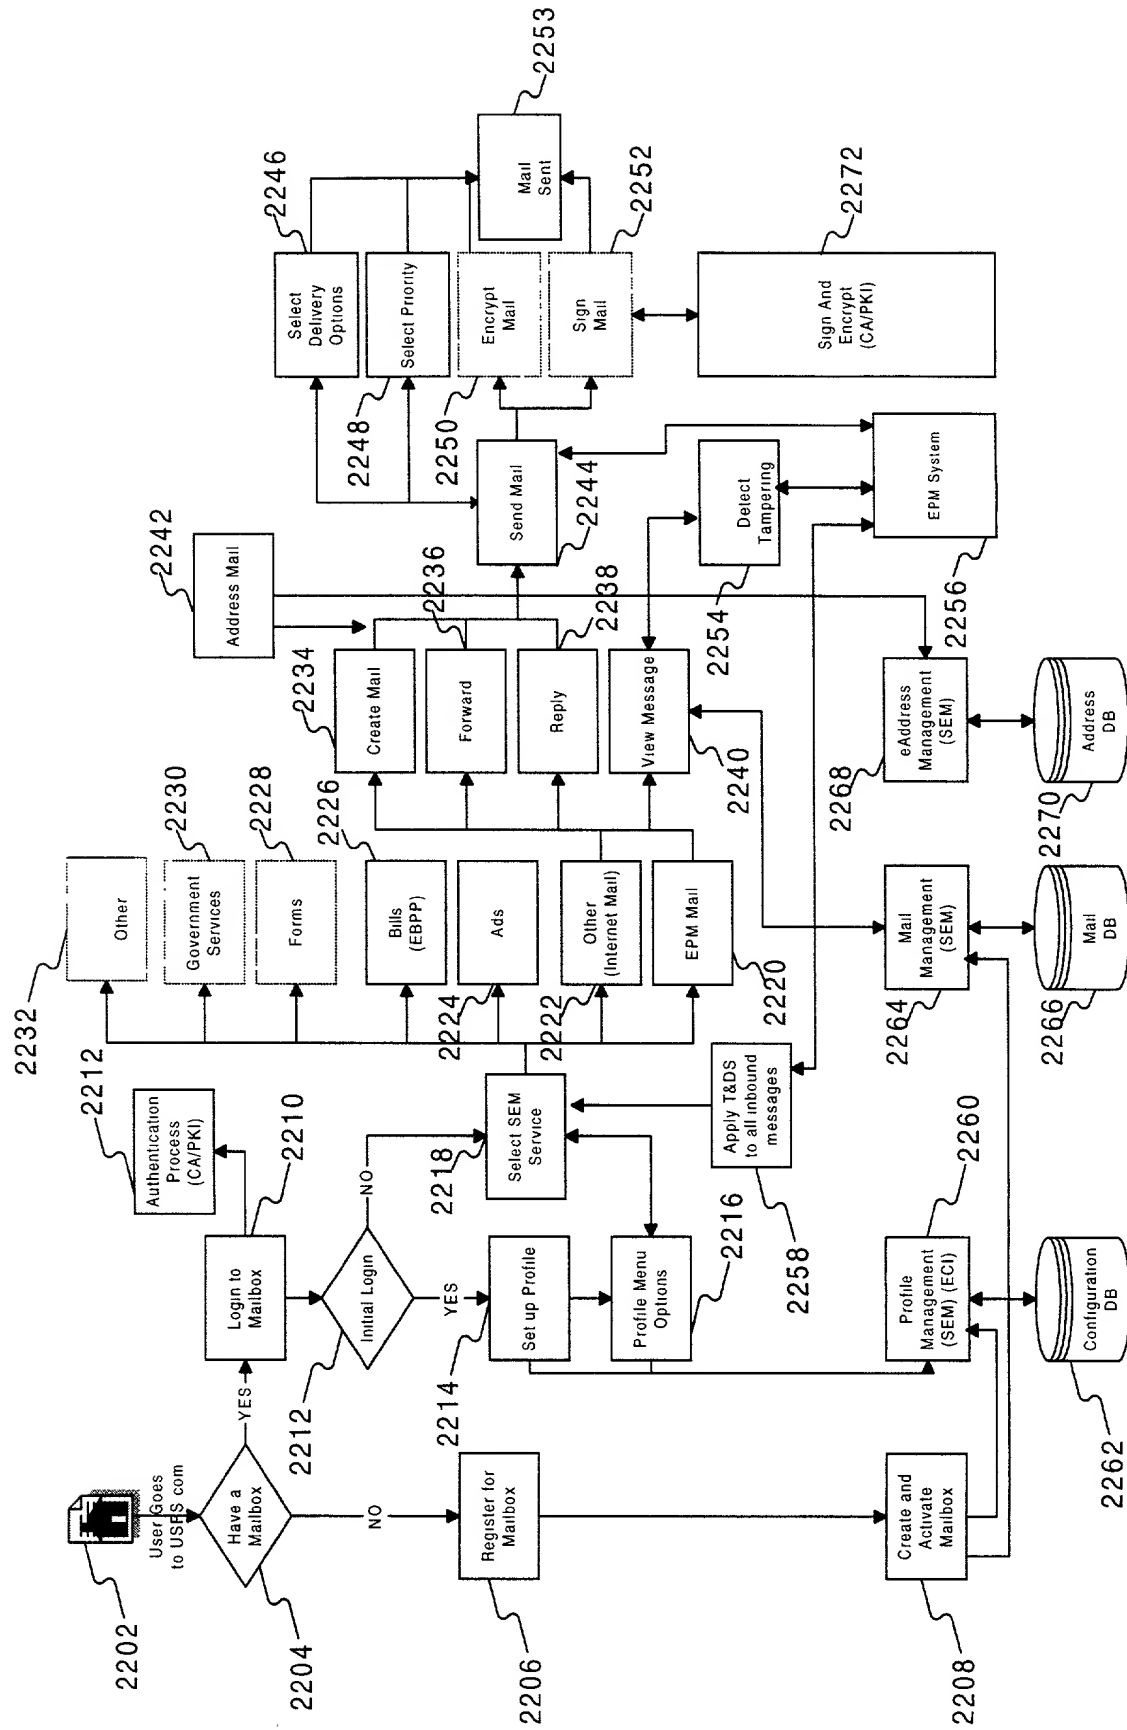 2202
User Goes
to USPS com
2204
Have a
Mailbox
YES
NO
2206
Register for
Mailbox
2208
Create and
Activate
Mailbox
2210
Login to
Mailbox
2212
Authentication
Process
(CA/PKI)
2212
Initial Login
NO
YES
2214
Set up Profile
2216
Profile Menu
Options
2218
Select SEM
Service
2232
Other
2230
Government
Services
2228
Forms
2226
Bills
(EBPP)
2224
Ads
2222
Other
(Internet Mail)
2220
EPM Mail
2258
Apply T&DS
to all inbound
messages
2260
Profile
Management
(SEM) (ECI)
2262
Configuration
DB
2242
Address Mail
2234
Create Mail
2236
Forward
2238
Reply
2240
View Message
2264
Mail
Management
(SEM)
2266
Mail
DB
2268
eAddress
Management
(SEM)
2270
Address
DB
2244
Send Mail
2254
Detect
Tampering
2256
EPM System
2246
Select
Delivery
Options
2248
Select Priority
2250
Encrypt
Mail
2252
Sign
Mail
2253
Mail
Sent
2272
Sign And
Encrypt
(CA/PKI)